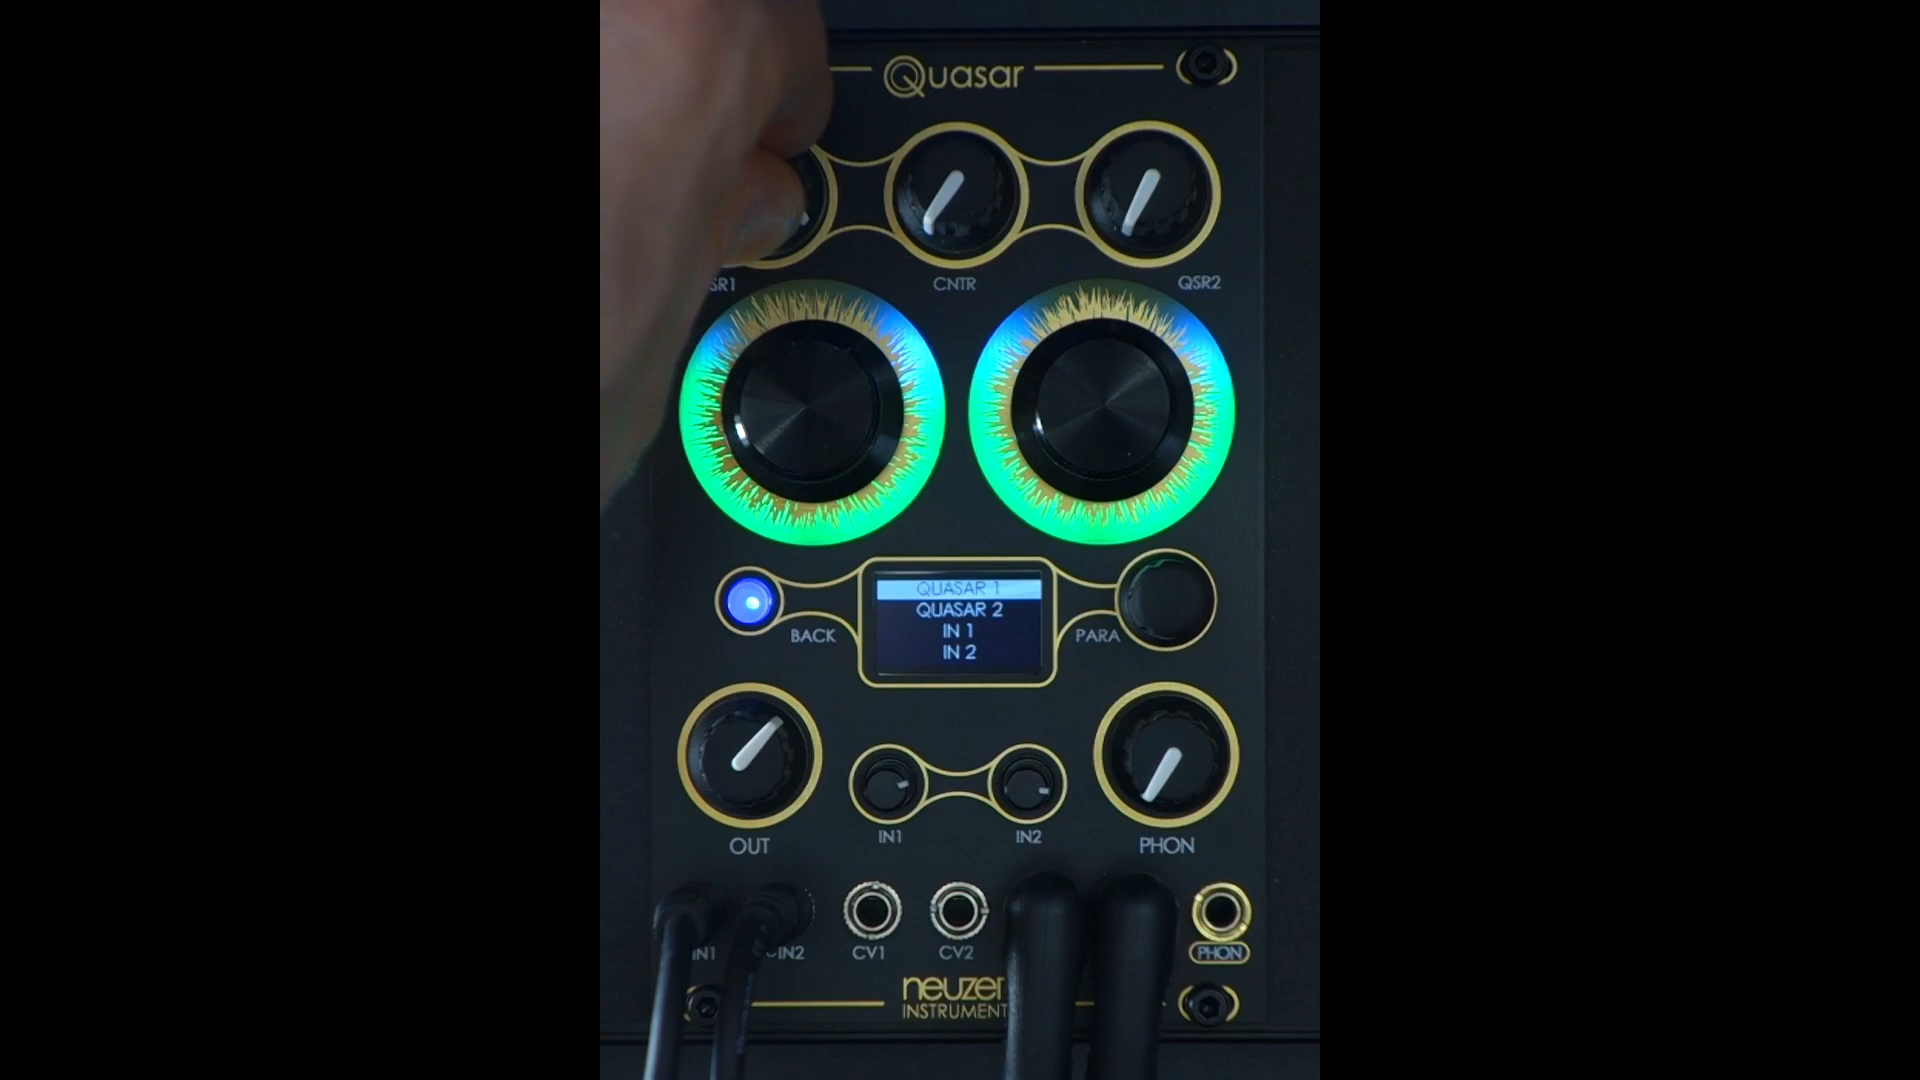 Quasar
SR1
CNTR
QSR2
QUASAR 1
QUASAR 2
IN 1
IN 2
BACK
PARA
IN1
IN2
OUT
PHON
IN1
IN2
CV1
CV2
PHON
neuzer
INSTRUMENT